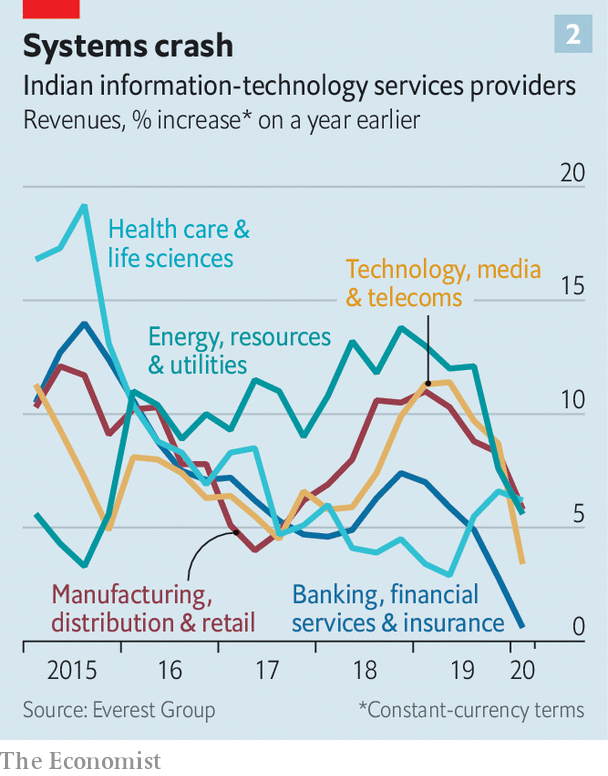 2
Systems crash
Indian information-technology services providers
Revenues, % increase* on a year earlier
20
Health care &
life sciences
Technology, media
& telecoms
15
Energy, resources
& utilities
10
5
Manufacturing,
distribution & retail
Banking, financial
services & insurance
0
2015 16 17 18 19 20
Source: Everest Group
*Constant-currency terms
The Economist